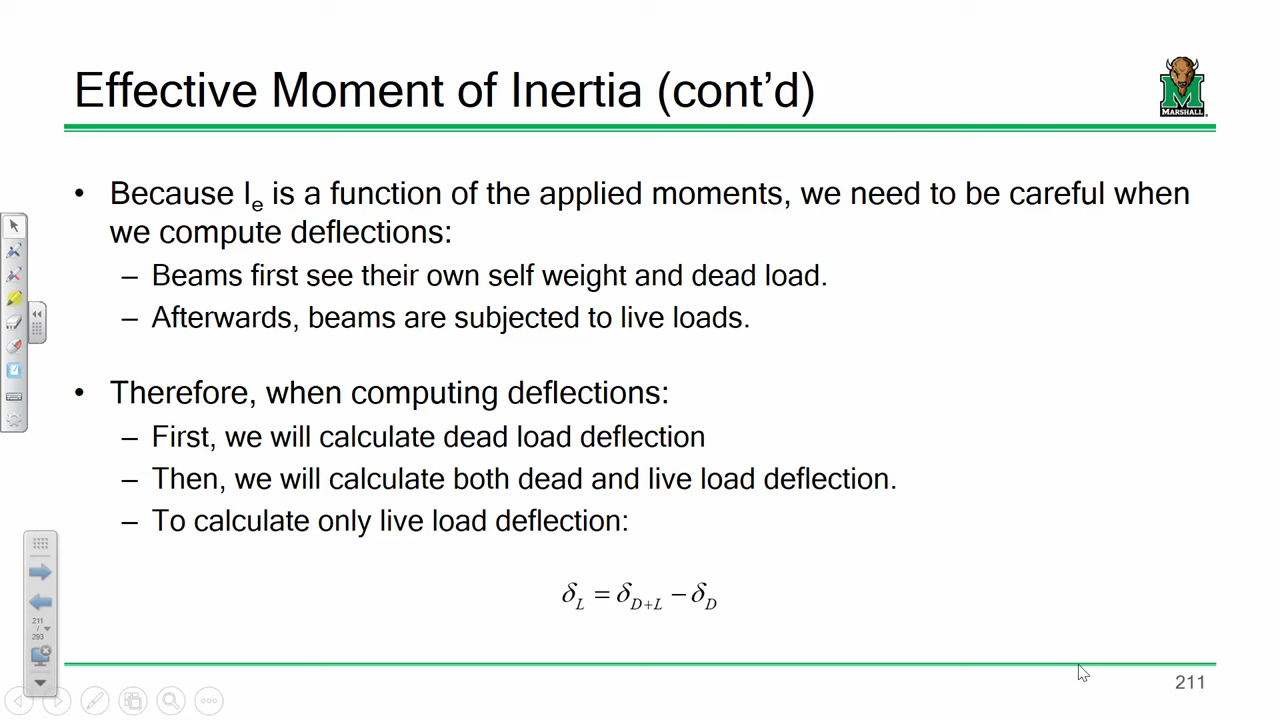 Effective Moment of Inertia (cont’d)
MARSHALL
• Because Ie is a function of the applied moments, we need to be careful when
we compute deflections:
– Beams first see their own self weight and dead load.
– Afterwards, beams are subjected to live loads.
• Therefore, when computing deflections:
– First, we will calculate dead load deflection
– Then, we will calculate both dead and live load deflection.
– To calculate only live load deflection:
δL = δD+L − δD
211
/
293
211